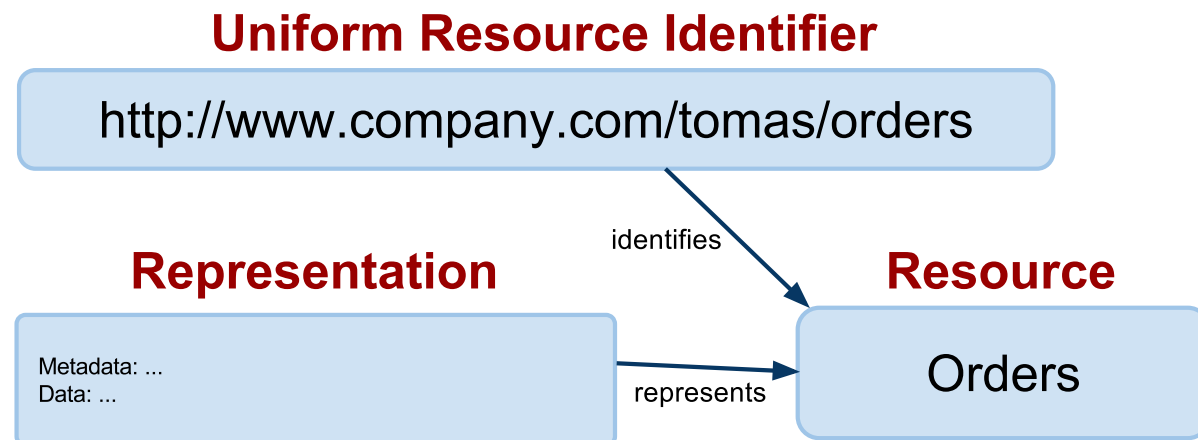 Uniform Resource Identifier
http://www.company.com/tomas/orders
identifies
Representation
Resource
Metadata: ...
Data: ...
represents
Orders